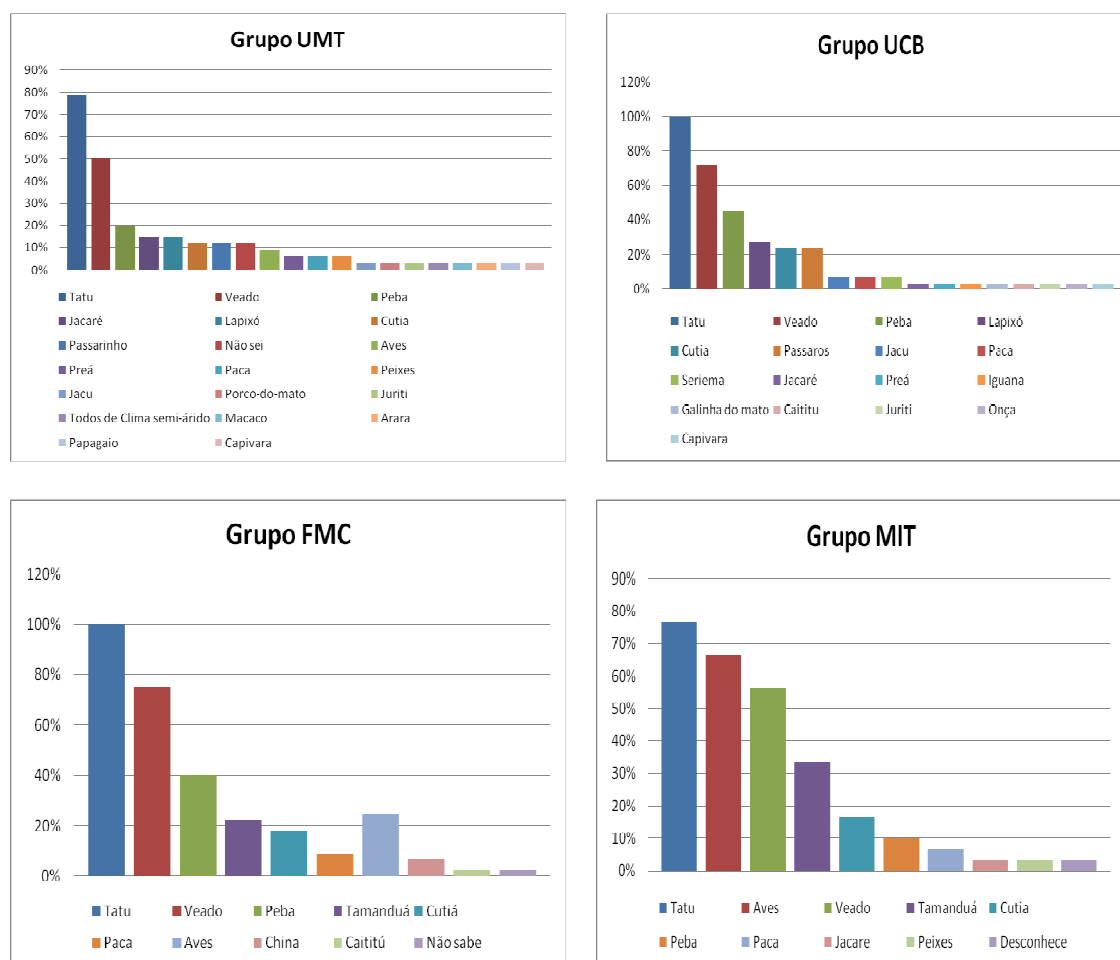 Grupo UMT
90%
80%
70%
60%
50%
40%
30%
20%
10%
0%
Tatu Veado Peba
Jacaré Lapixó Cutia
Passarinho Não sei Aves
Preá Paca Peixes
Jacu Porco-do-mato Juriti
Todos de Clima semi-árido Macaco Arara
Papagaio Capivara
Grupo UCB
120%
100%
80%
60%
40%
20%
0%
Tatu Veado Peba Lapixó
Cutia Passaros Jacu Paca
Seriema Jacaré Preá Iguana
Galinha do mato Caititu Juriti Onça
Capivara
Grupo FMC
120%
100%
80%
60%
40%
20%
0%
Tatu Veado Peba Tamanduá Cutiá
Paca Aves China Caititú Não sabe
Grupo MIT
90%
80%
70%
60%
50%
40%
30%
20%
10%
0%
Tatu Aves Veado Tamanduá Cutia
Peba Paca Jacare Peixes Desconhece